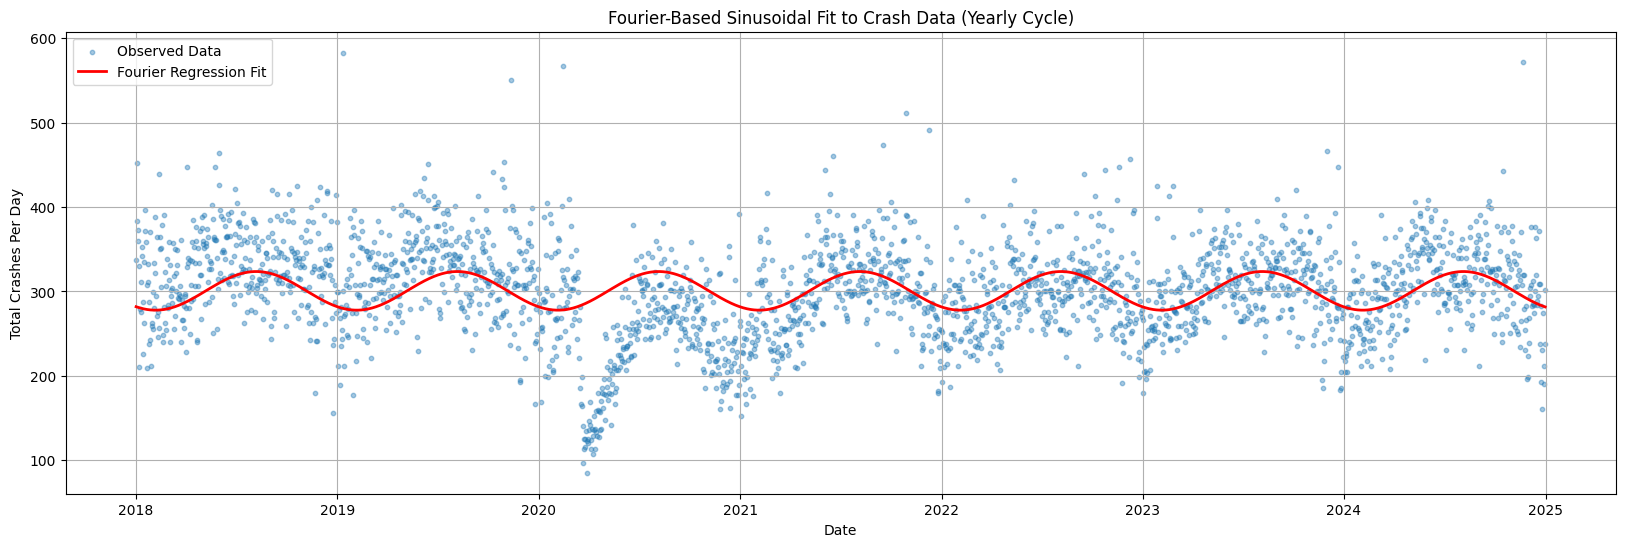 Fourier-Based Sinusoidal Fit to Crash Data (Yearly Cycle)
Observed Data
Fourier Regression Fit
Total Crashes Per Day
600
500
400
300
200
100
2018
2019
2020
2021
2022
2023
2024
2025
Date